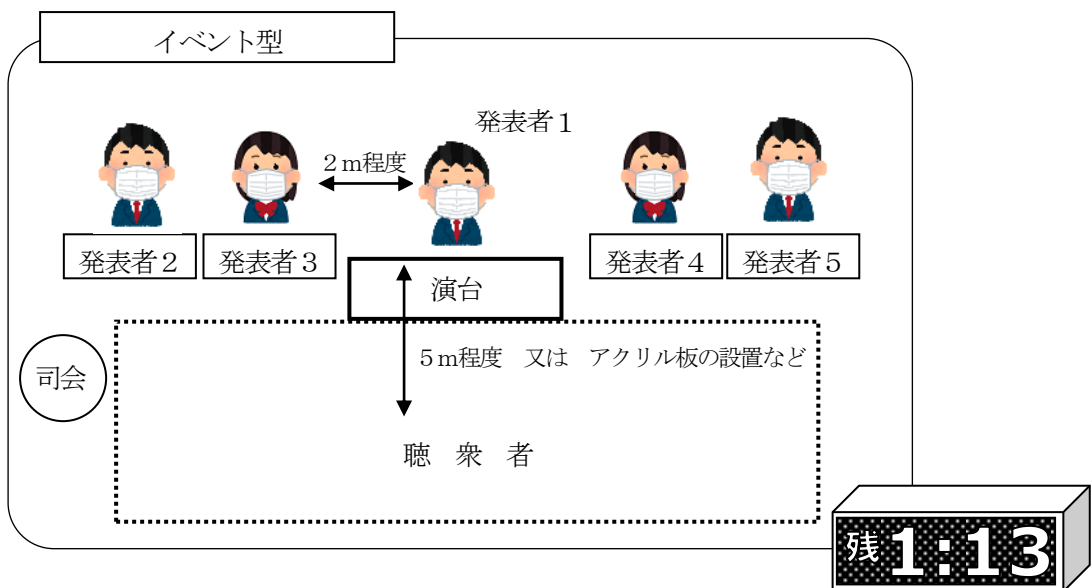 イベント型
発表者１
２ｍ程度
発表者２
発表者３
発表者４
発表者５
演台
５ｍ程度　又は　アクリル板の設置など
司会
聴　衆　者
残 1:13